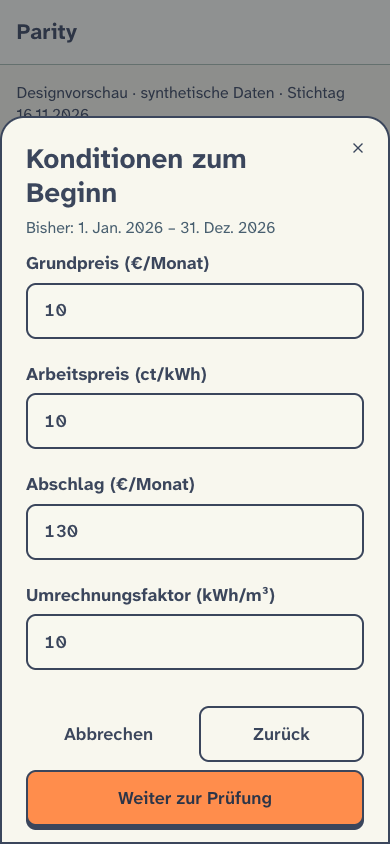 Parity
Designvorschau · synthetische Daten · Stichtag
16.11.2026
×
Konditionen zum
Beginn
Bisher: 1. Jan. 2026 – 31. Dez. 2026
Grundpreis (€/Monat)
10
Arbeitspreis (ct/kWh)
10
Abschlag (€/Monat)
130
Umrechnungsfaktor (kWh/m³)
10
Abbrechen
Zurück
Weiter zur Prüfung